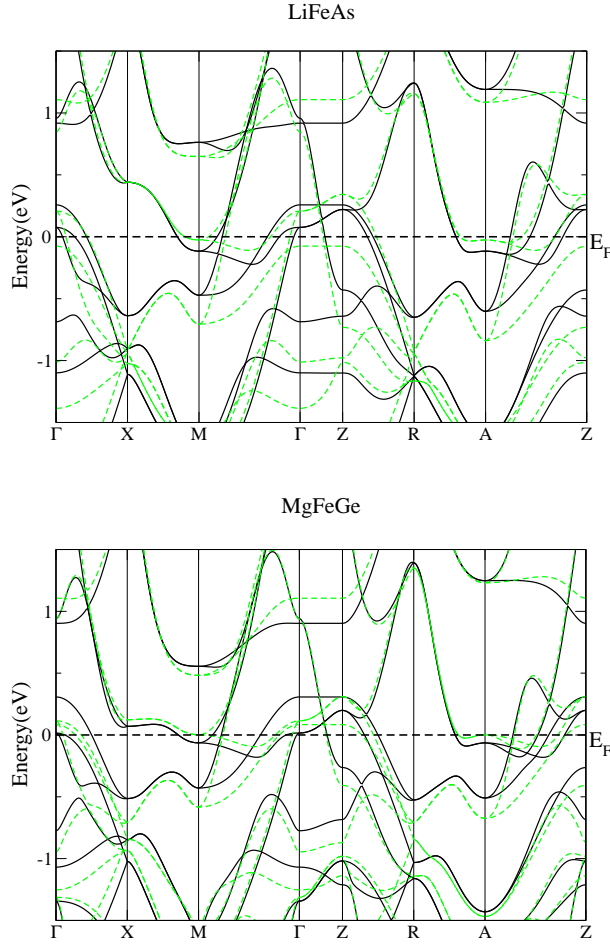 LiFeAs
1
0
-1
Energy(eV)
E_F
Γ X M Γ Z R A Z
MgFeGe
1
0
-1
Energy(eV)
E_F
Γ X M Γ Z R A Z